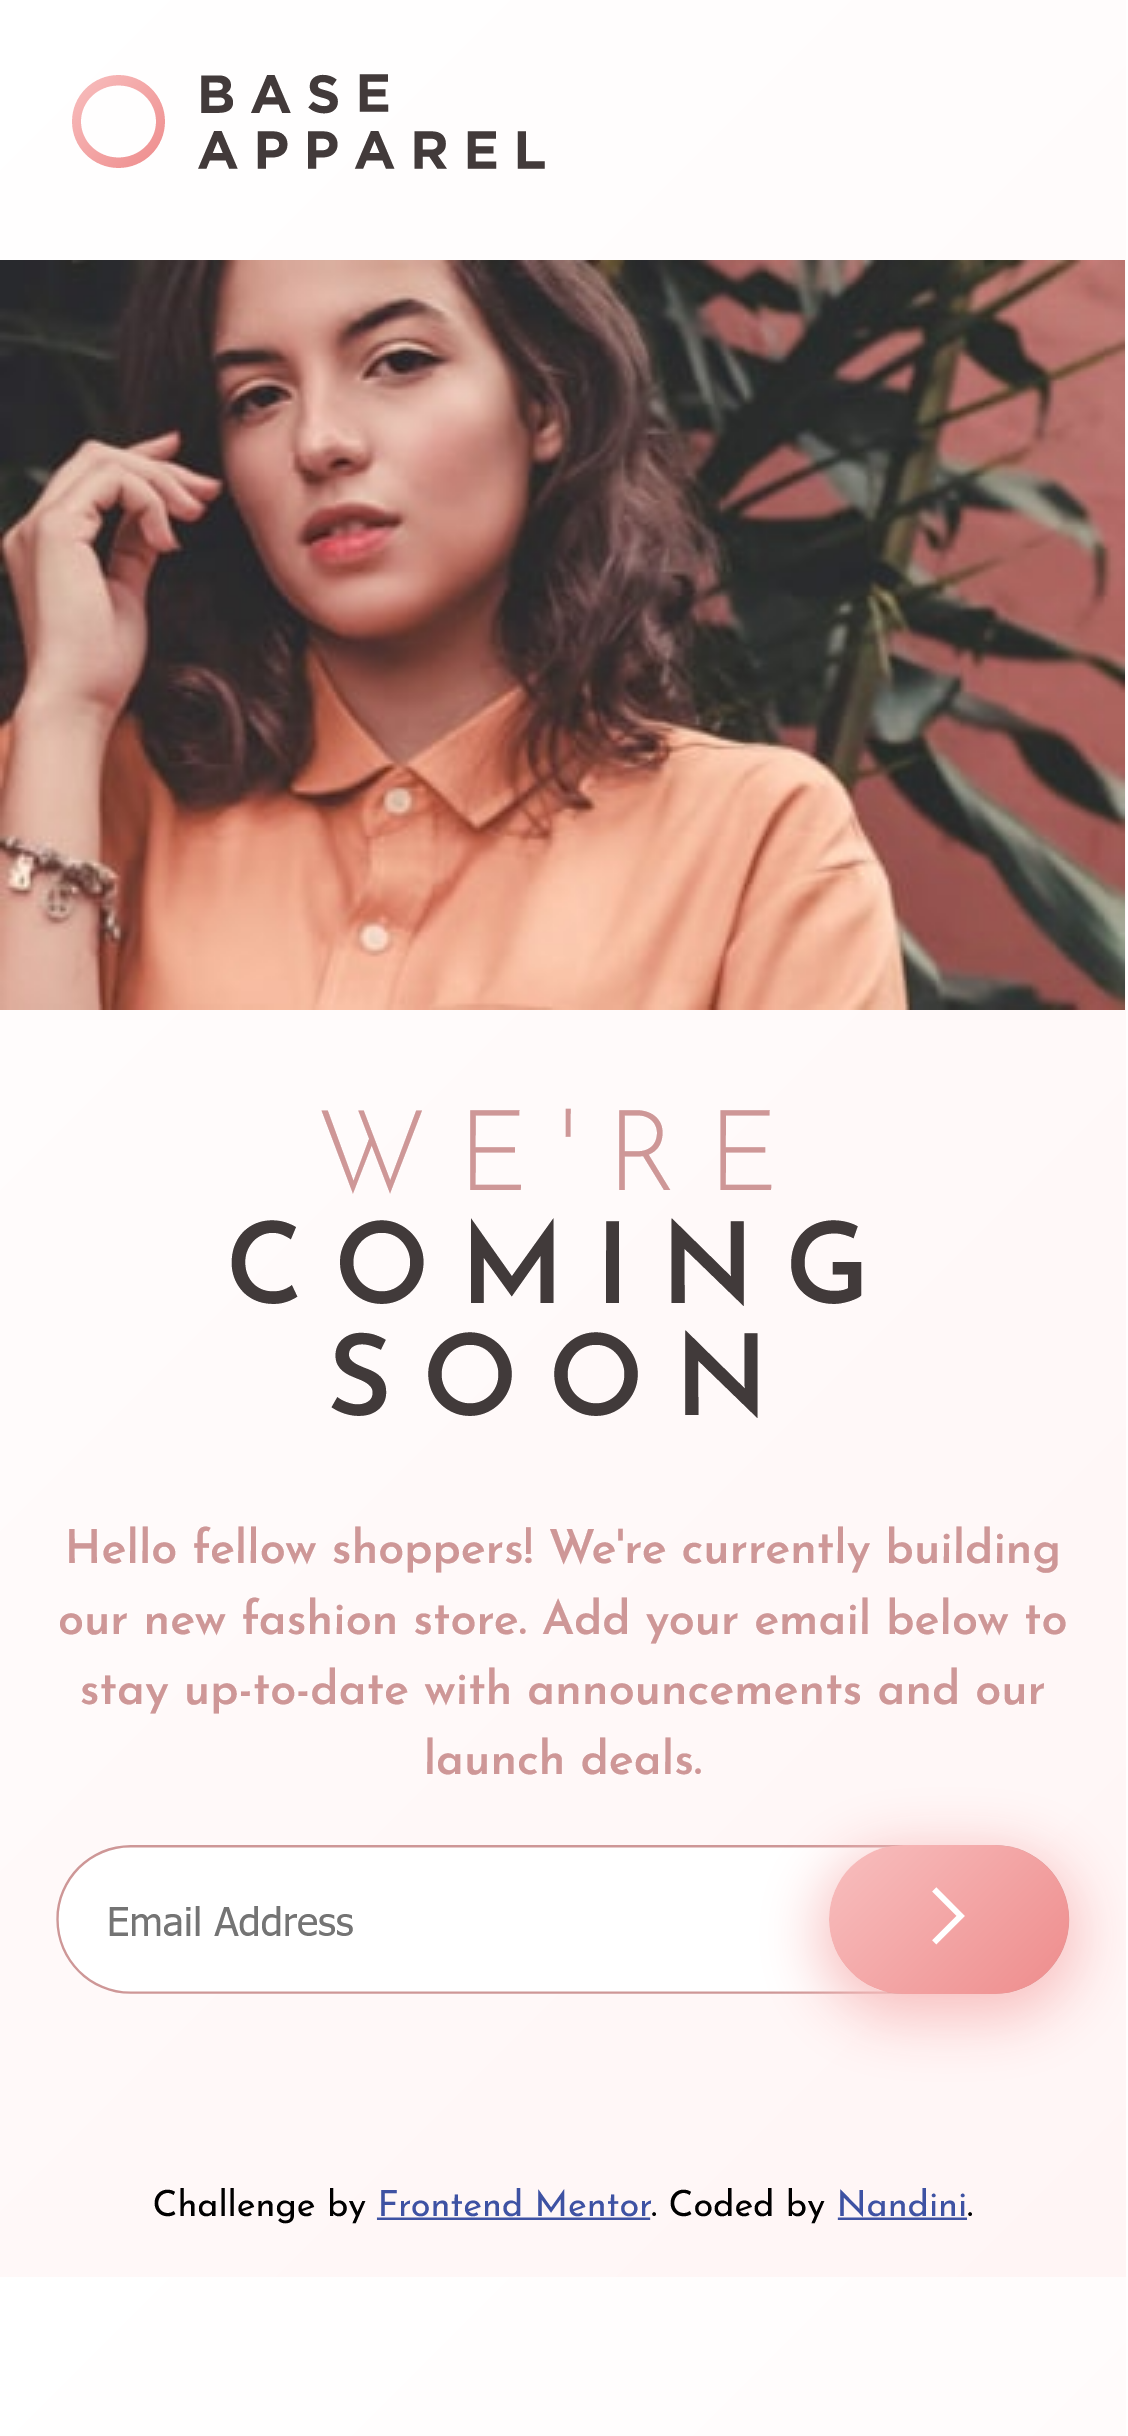 BASE
APPAREL
WE'RE
COMING
SOON
Hello fellow shoppers! We're currently building
our new fashion store. Add your email below to
stay up-to-date with announcements and our
launch deals.
Email Address
Challenge by Frontend Mentor. Coded by Nandini.